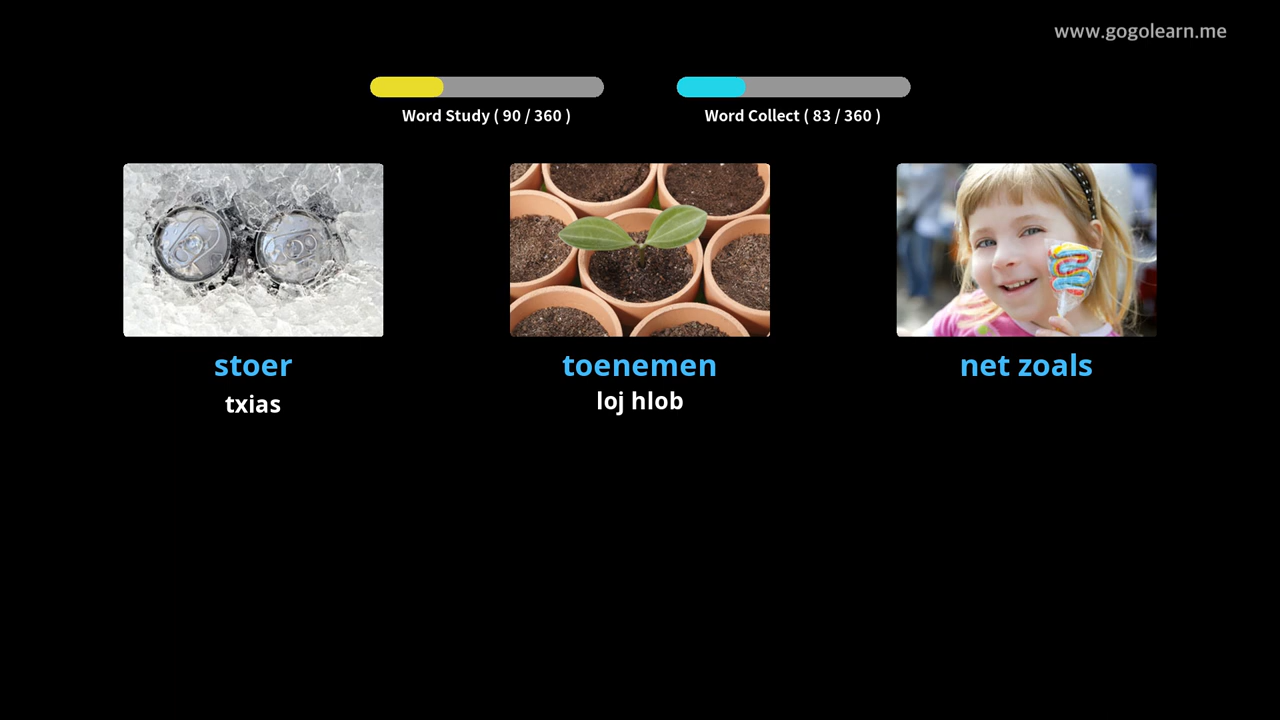 www.gogolearn.me
Word Study ( 90 / 360 )
Word Collect ( 83 / 360 )
stoer
toenemen
net zoals
txias
loj hlob